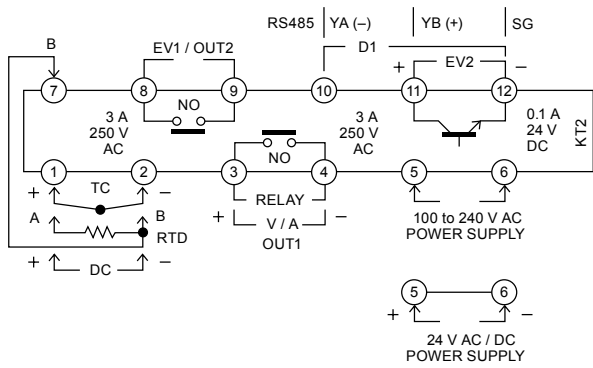 RS485 YA (–) YB (+) SG
B EV1 / OUT2 D1
+ EV2 –
7 8 9 10 11 12
3 A
250 V
AC
NO
3 A
250 V
AC
NO
0.1 A
24 V
DC
KT2
1 2 3 4 5 6
+ TC –
RELAY
A B
+ V / A –
100 to 240 V AC
POWER SUPPLY
RTD
OUT1
+ DC –
5 6
+ –
24 V AC / DC
POWER SUPPLY